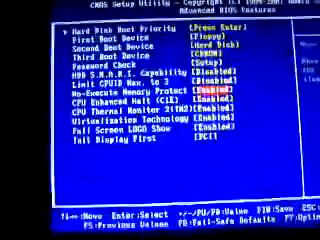 CMOS Setup Utility - Copyright (C) 1984-
Advanced BIOS Features
Hard Disk Boot Priority [Press Enter]
First Boot Device [Floppy]
Second Boot Device [Hard Disk]
Third Boot Device [CDROM]
Password Check [Setup]
HDD S.M.A.R.T. Capability [Disabled]
Limit CPUID Max. to 3 [Disabled]
No-Execute Memory Protect [Enabled]
CPU Enhanced Halt (C1E) [Enabled]
CPU Thermal Monitor 2(TM2) [Enabled]
Virtualization Technology [Enabled]
Full Screen LOGO Show [Enabled]
Init Display First [PCI]
↑↓→←:Move Enter:Select +/-/PU/PD:Value F10:Save ESC:
F5:Previous Values F6:Fail-Safe Defaults F7:Optim